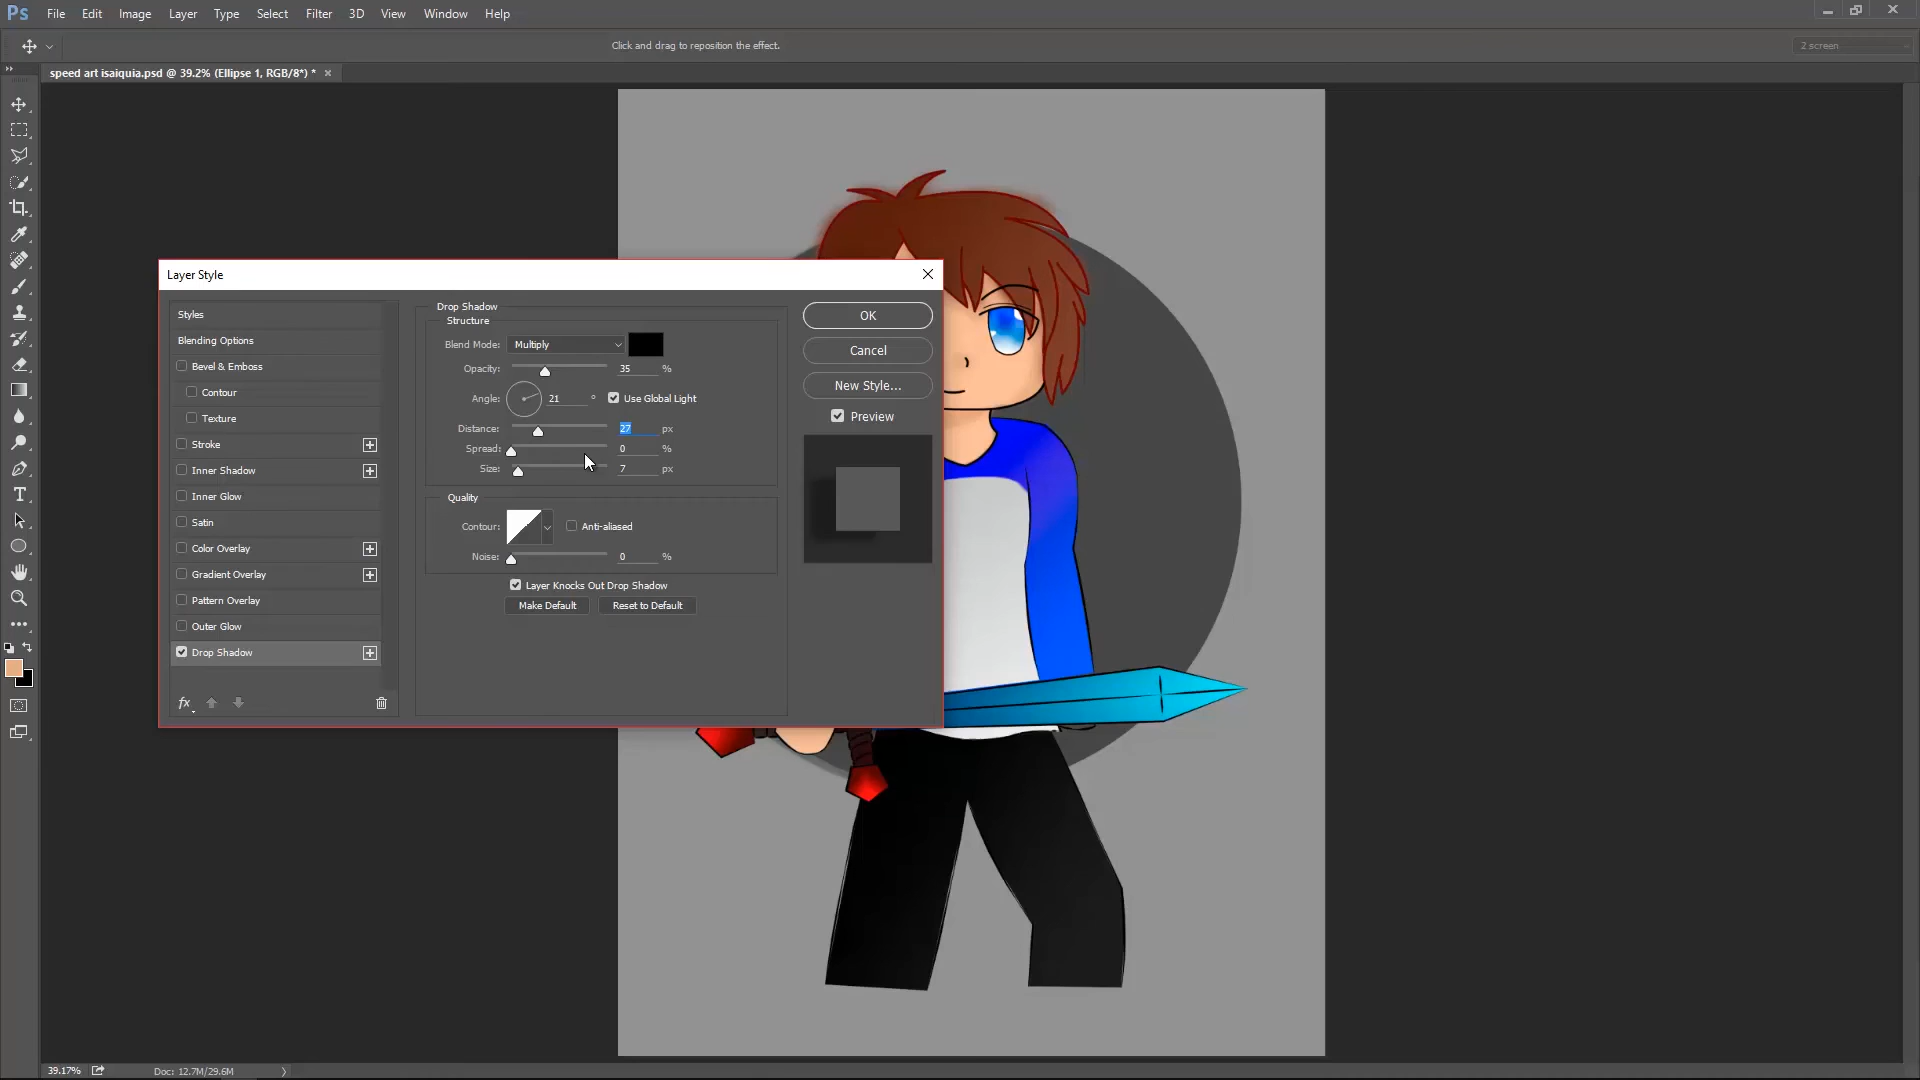 Ps File Edit Image Layer Type Select Filter 3D View Window Help
Click and drag to reposition the effect.
2 screen
speed art isaiquia.psd @ 39.2% (Ellipse 1, RGB/8*) *
Layer Style
Styles
Blending Options
Bevel & Emboss
Contour
Texture
Stroke
Inner Shadow
Inner Glow
Satin
Color Overlay
Gradient Overlay
Pattern Overlay
Outer Glow
Drop Shadow
fx
Drop Shadow
Structure
Blend Mode: Multiply
Opacity: 35 %
Angle: 21 ° Use Global Light
Distance: 27 px
Spread: 0 %
Size: 7 px
Quality
Contour: Anti-aliased
Noise: 0 %
Layer Knocks Out Drop Shadow
Make Default Reset to Default
OK
Cancel
New Style...
Preview
T
39.17% Doc: 12.7M/29.6M